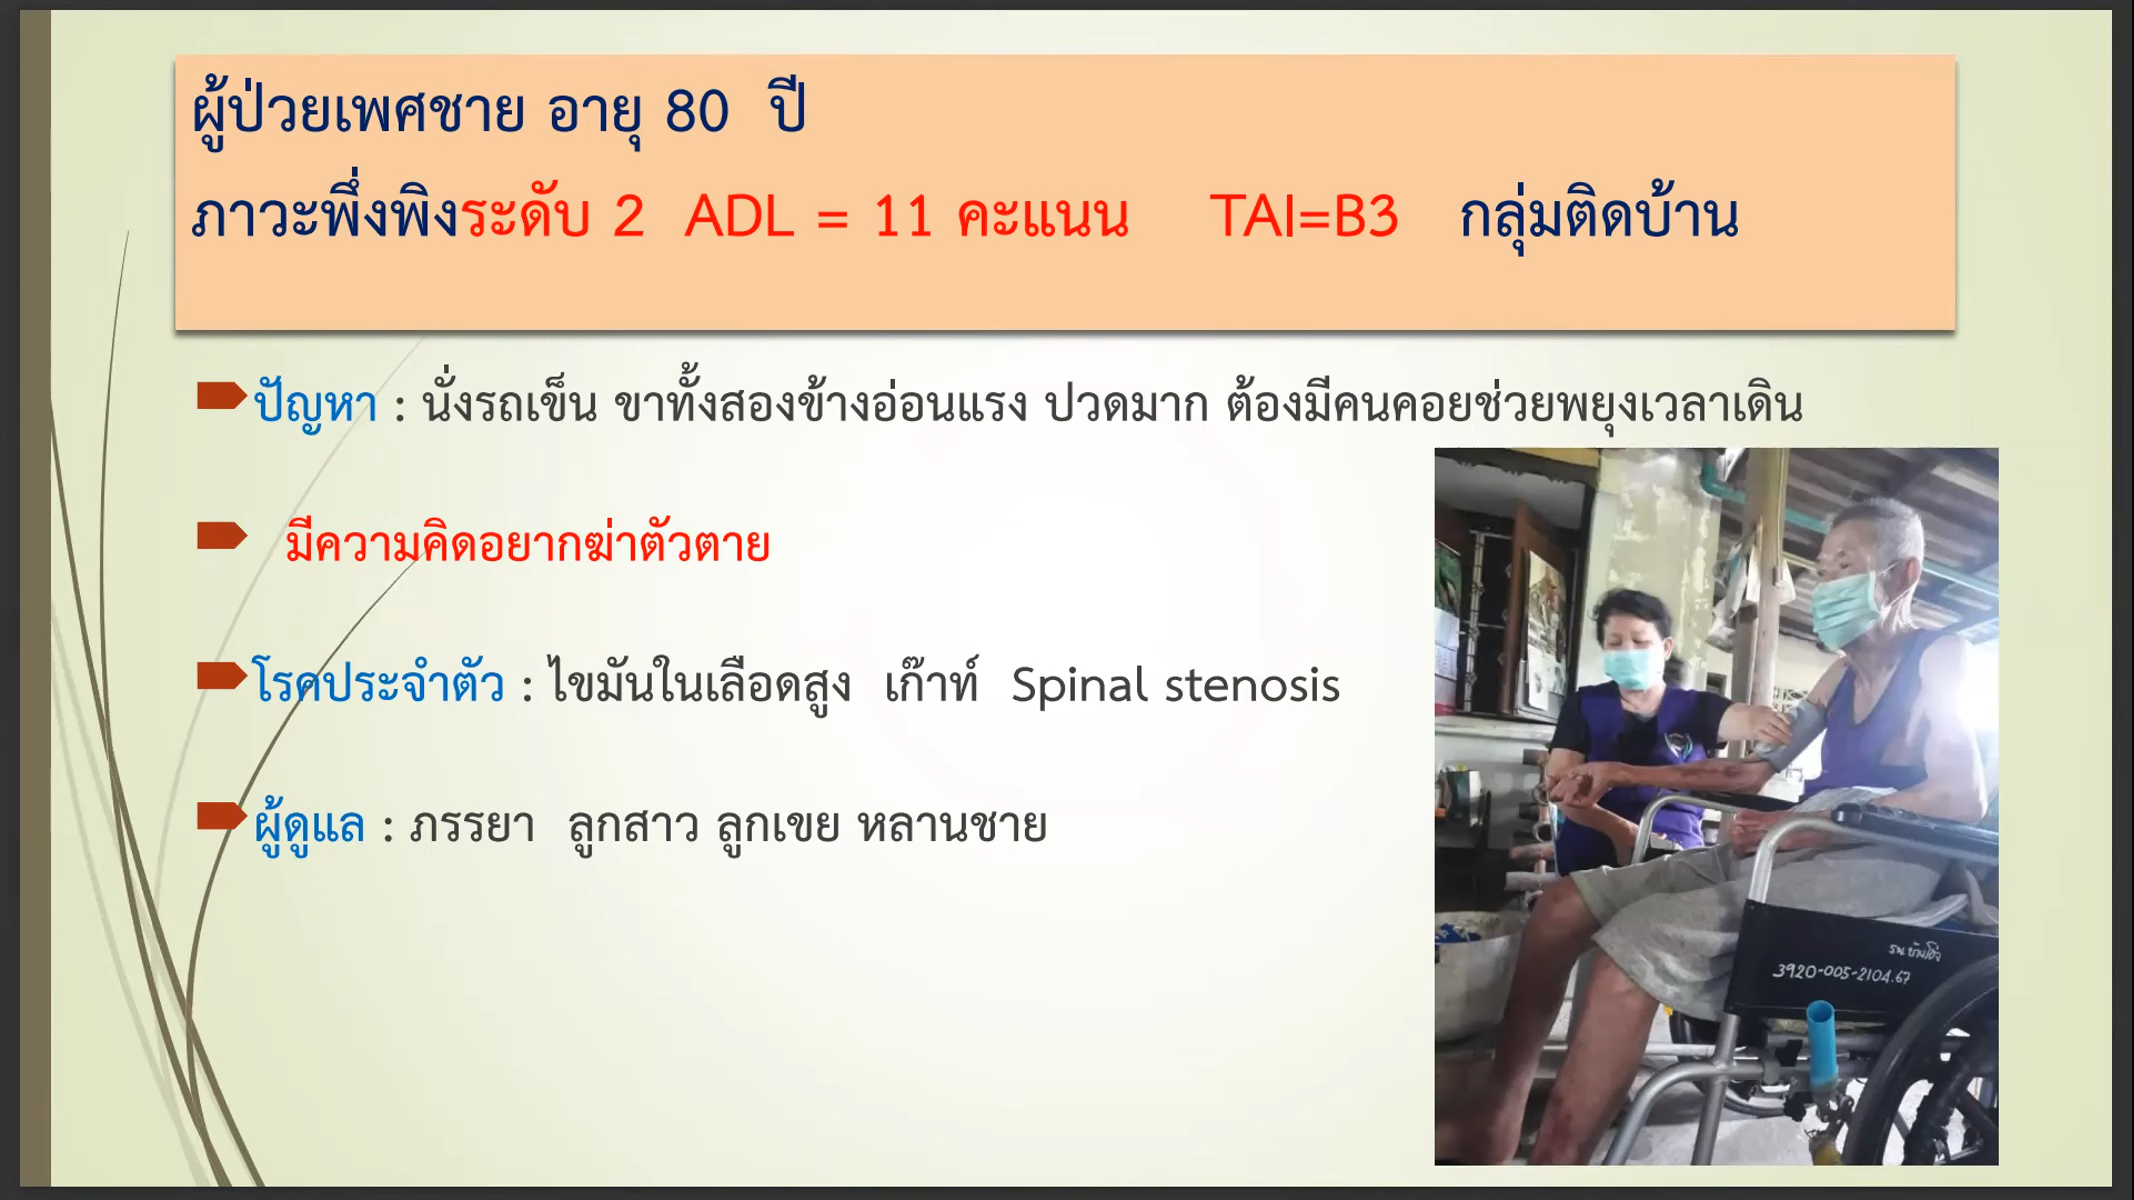 ผู้ป่วยเพศชาย อายุ 80 ปี
ภาวะพึ่งพิงระดับ 2 ADL = 11 คะแนน TAI=B3 กลุ่มติดบ้าน
ปัญหา : นั่งรถเข็น ขาทั้งสองข้างอ่อนแรง ปวดมาก ต้องมีคนคอยช่วยพยุงเวลาเดิน
มีความคิดอยากฆ่าตัวตาย
โรคประจำตัว : ไขมันในเลือดสูง เก๊าท์ Spinal stenosis
ผู้ดูแล : ภรรยา ลูกสาว ลูกเขย หลานชาย
รพ.บ้านโฮ่ง
3920-005-2104.67